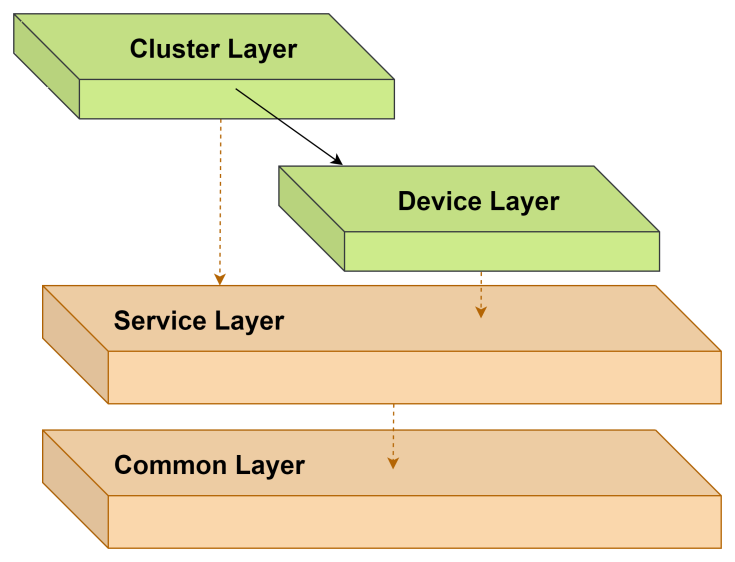 Cluster Layer
Device Layer
Service Layer
Common Layer